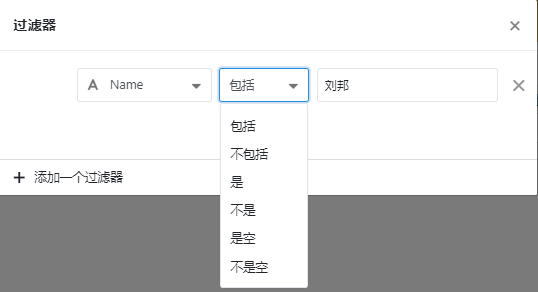 过滤器
A Name 包括 刘邦
包括
不包括
是
不是
是空
不是空
添加一个过滤器